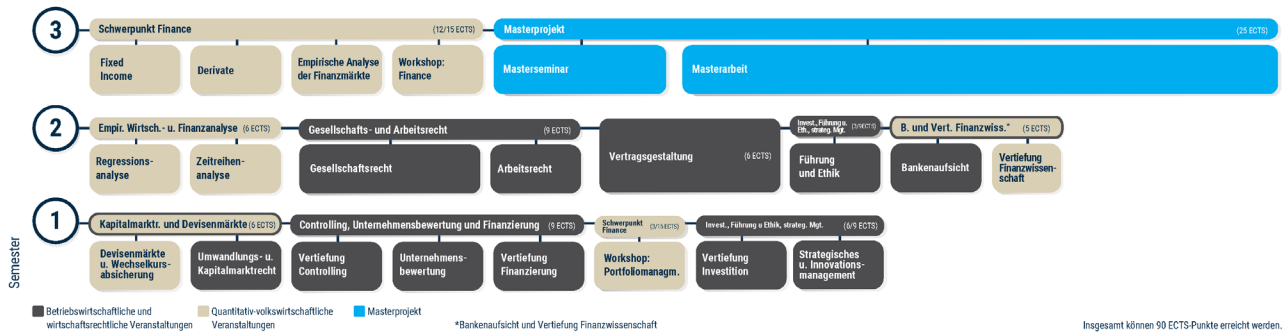 3
Schwerpunkt Finance (12/15 ECTS)
Masterprojekt (25 ECTS)
Fixed
Income
Derivate
Empirische Analyse
der Finanzmärkte
Workshop:
Finance
Masterseminar
Masterarbeit
2
Empir. Wirtsch.- u. Finanzanalyse (6 ECTS)
Gesellschafts- und Arbeitsrecht (9 ECTS)
Vertragsgestaltung (6 ECTS)
Invest., Führung u.
Eth., strateg. Mgt. (3/9ECTS)
B. und Vert. Finanzwiss.* (5 ECTS)
Regressions-
analyse
Zeitreihen-
analyse
Gesellschaftsrecht
Arbeitsrecht
Führung
und Ethik
Bankenaufsicht
Vertiefung
Finanzwissen-
schaft
1
Kapitalmarktr. und Devisenmärkte (6 ECTS)
Controlling, Unternehmensbewertung und Finanzierung (9 ECTS)
Schwerpunkt
Finance (3/15 ECTS)
Invest., Führung u Ethik, strateg. Mgt. (6/9 ECTS)
Devisenmärkte
u. Wechselkurs-
absicherung
Umwandlungs- u.
Kapitalmarktrecht
Vertiefung
Controlling
Unternehmens-
bewertung
Vertiefung
Finanzierung
Workshop:
Portfoliomanagm.
Vertiefung
Investition
Strategisches
u. Innovations-
management
Semester
Betriebswirtschaftliche und
wirtschaftsrechtliche Veranstaltungen
Quantitativ-volkswirtschaftliche
Veranstaltungen
Masterprojekt
*Bankenaufsicht und Vertiefung Finanzwissenschaft
Insgesamt können 90 ECTS-Punkte erreicht werden.